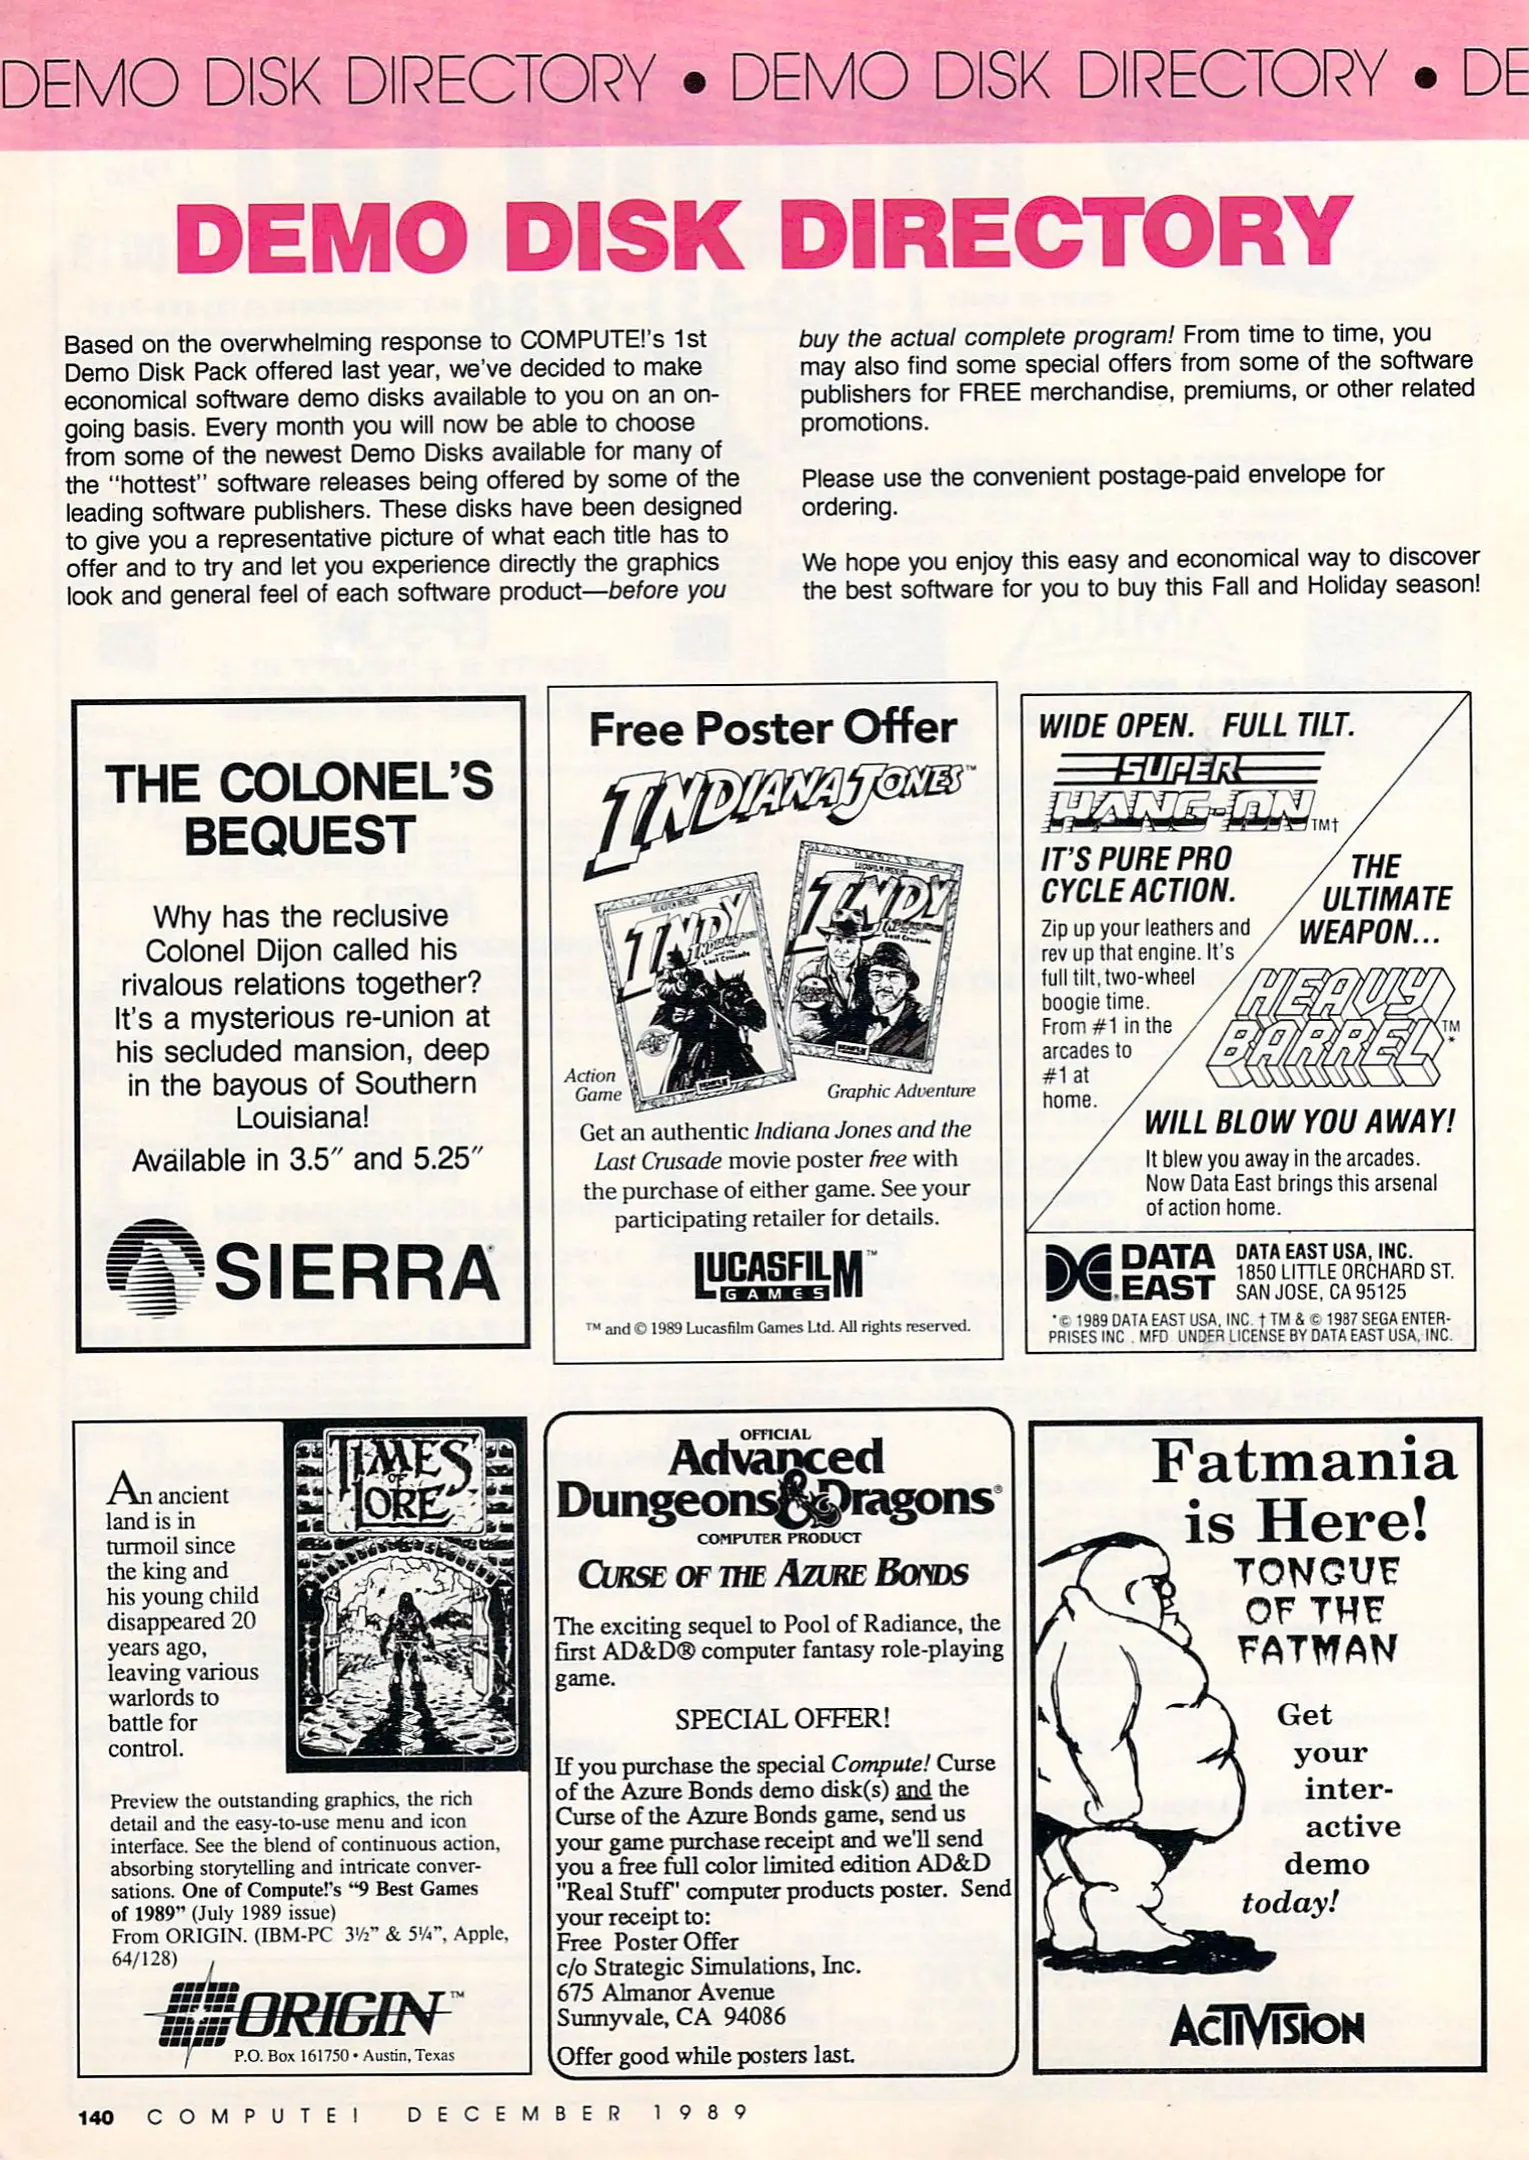 DEMO DISK DIRECTORY • DEMO DISK DIRECTORY • DE
DEMO DISK DIRECTORY
Based on the overwhelming response to COMPUTE!'s 1st
Demo Disk Pack offered last year, we've decided to make
economical software demo disks available to you on an on-
going basis. Every month you will now be able to choose
from some of the newest Demo Disks available for many of
the "hottest" software releases being offered by some of the
leading software publishers. These disks have been designed
to give you a representative picture of what each title has to
offer and to try and let you experience directly the graphics
look and general feel of each software product—before you
buy the actual complete program! From time to time, you
may also find some special offers from some of the software
publishers for FREE merchandise, premiums, or other related
promotions.
Please use the convenient postage-paid envelope for
ordering.
We hope you enjoy this easy and economical way to discover
the best software for you to buy this Fall and Holiday season!
THE COLONEL'S
BEQUEST
Why has the reclusive
Colonel Dijon called his
rivalous relations together?
It's a mysterious re-union at
his secluded mansion, deep
in the bayous of Southern
Louisiana!
Available in 3.5" and 5.25"
SIERRA®
Free Poster Offer
INDIANA JONES™
INDY
INDIANA JONES
Last Crusade
INDY
Last Crusade
Action
Game
Graphic Adventure
Get an authentic Indiana Jones and the
Last Crusade movie poster free with
the purchase of either game. See your
participating retailer for details.
LUCASFILM™
GAMES
™ and © 1989 Lucasfilm Games Ltd. All rights reserved.
WIDE OPEN. FULL TILT.
SUPER
HANG-ON TM†
IT'S PURE PRO
CYCLE ACTION.
Zip up your leathers and
rev up that engine. It's
full tilt, two-wheel
boogie time.
From #1 in the
arcades to
#1 at
home.
THE
ULTIMATE
WEAPON...
HEAVY
BARREL TM*
WILL BLOW YOU AWAY!
It blew you away in the arcades.
Now Data East brings this arsenal
of action home.
DATA
EAST
DATA EAST USA, INC.
1850 LITTLE ORCHARD ST.
SAN JOSE, CA 95125
*© 1989 DATA EAST USA, INC. † TM & © 1987 SEGA ENTER-
PRISES INC. MFD UNDER LICENSE BY DATA EAST USA, INC.
An ancient
land is in
turmoil since
the king and
his young child
disappeared 20
years ago,
leaving various
warlords to
battle for
control.
TIMES
OF
LORE
Preview the outstanding graphics, the rich
detail and the easy-to-use menu and icon
interface. See the blend of continuous action,
absorbing storytelling and intricate conver-
sations. One of Compute!'s "9 Best Games
of 1989" (July 1989 issue)
From ORIGIN. (IBM-PC 3½" & 5¼", Apple,
64/128)
ORIGIN™
P.O. Box 161750 • Austin, Texas
OFFICIAL
Advanced
Dungeons & Dragons®
COMPUTER PRODUCT
CURSE OF THE AZURE BONDS
The exciting sequel to Pool of Radiance, the
first AD&D® computer fantasy role-playing
game.
SPECIAL OFFER!
If you purchase the special Compute! Curse
of the Azure Bonds demo disk(s) and the
Curse of the Azure Bonds game, send us
your game purchase receipt and we'll send
you a free full color limited edition AD&D
"Real Stuff" computer products poster. Send
your receipt to:
Free Poster Offer
c/o Strategic Simulations, Inc.
675 Almanor Avenue
Sunnyvale, CA 94086
Offer good while posters last.
Fatmania
is Here!
TONGUE
OF THE
FATMAN
Get
your
inter-
active
demo
today!
ACTIVISION
140 COMPUTE! DECEMBER 1989